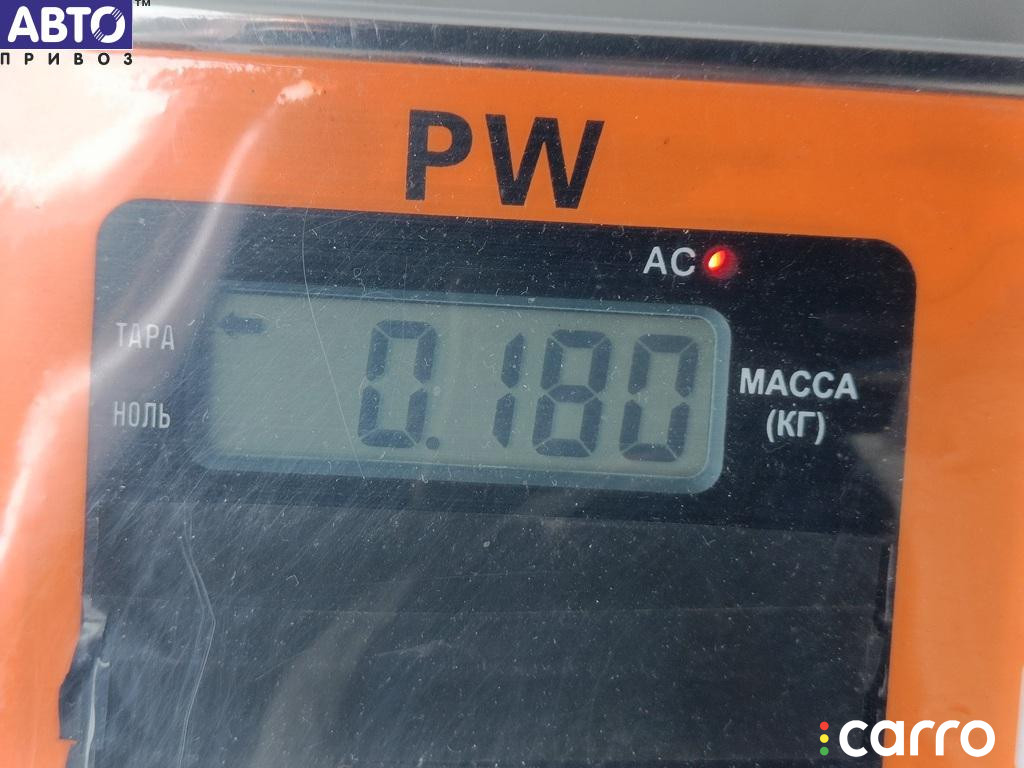 АВТО™
ПРИВОЗ
PW
AC
ТАРА
НОЛЬ
0.180
МАССА
(КГ)
carro